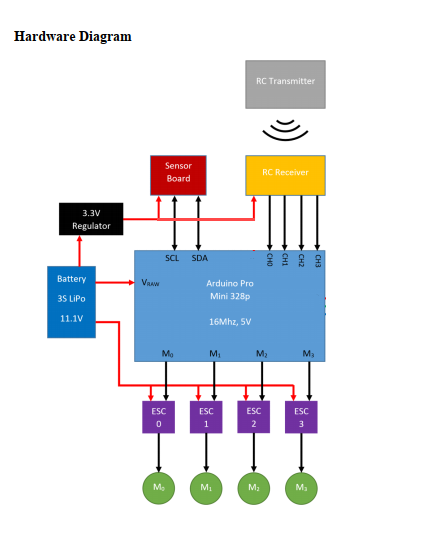 Hardware Diagram
RC Transmitter
Sensor
Board
RC Receiver
3.3V
Regulator
SCL SDA
CH0 CH1 CH2 CH3
Battery
3S LiPo
11.1V
VRAW
Arduino Pro
Mini 328p
16Mhz, 5V
M0 M1 M2 M3
ESC
0
ESC
1
ESC
2
ESC
3
M0 M1 M2 M3